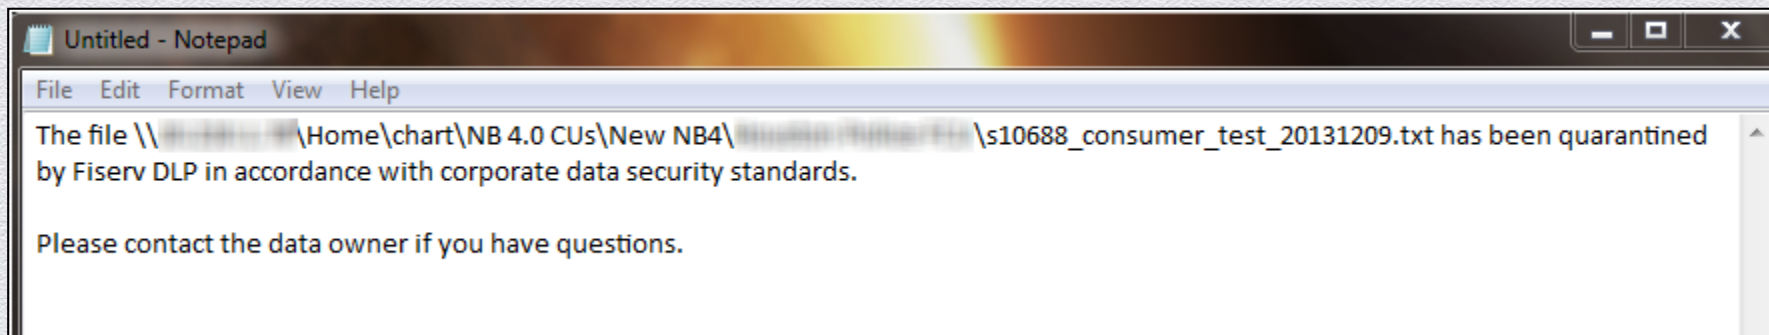 Untitled - Notepad
File Edit Format View Help
The file \\ \Home\chart\NB 4.0 CUs\New NB4\ \s10688_consumer_test_20131209.txt has been quarantined
by Fiserv DLP in accordance with corporate data security standards.
Please contact the data owner if you have questions.